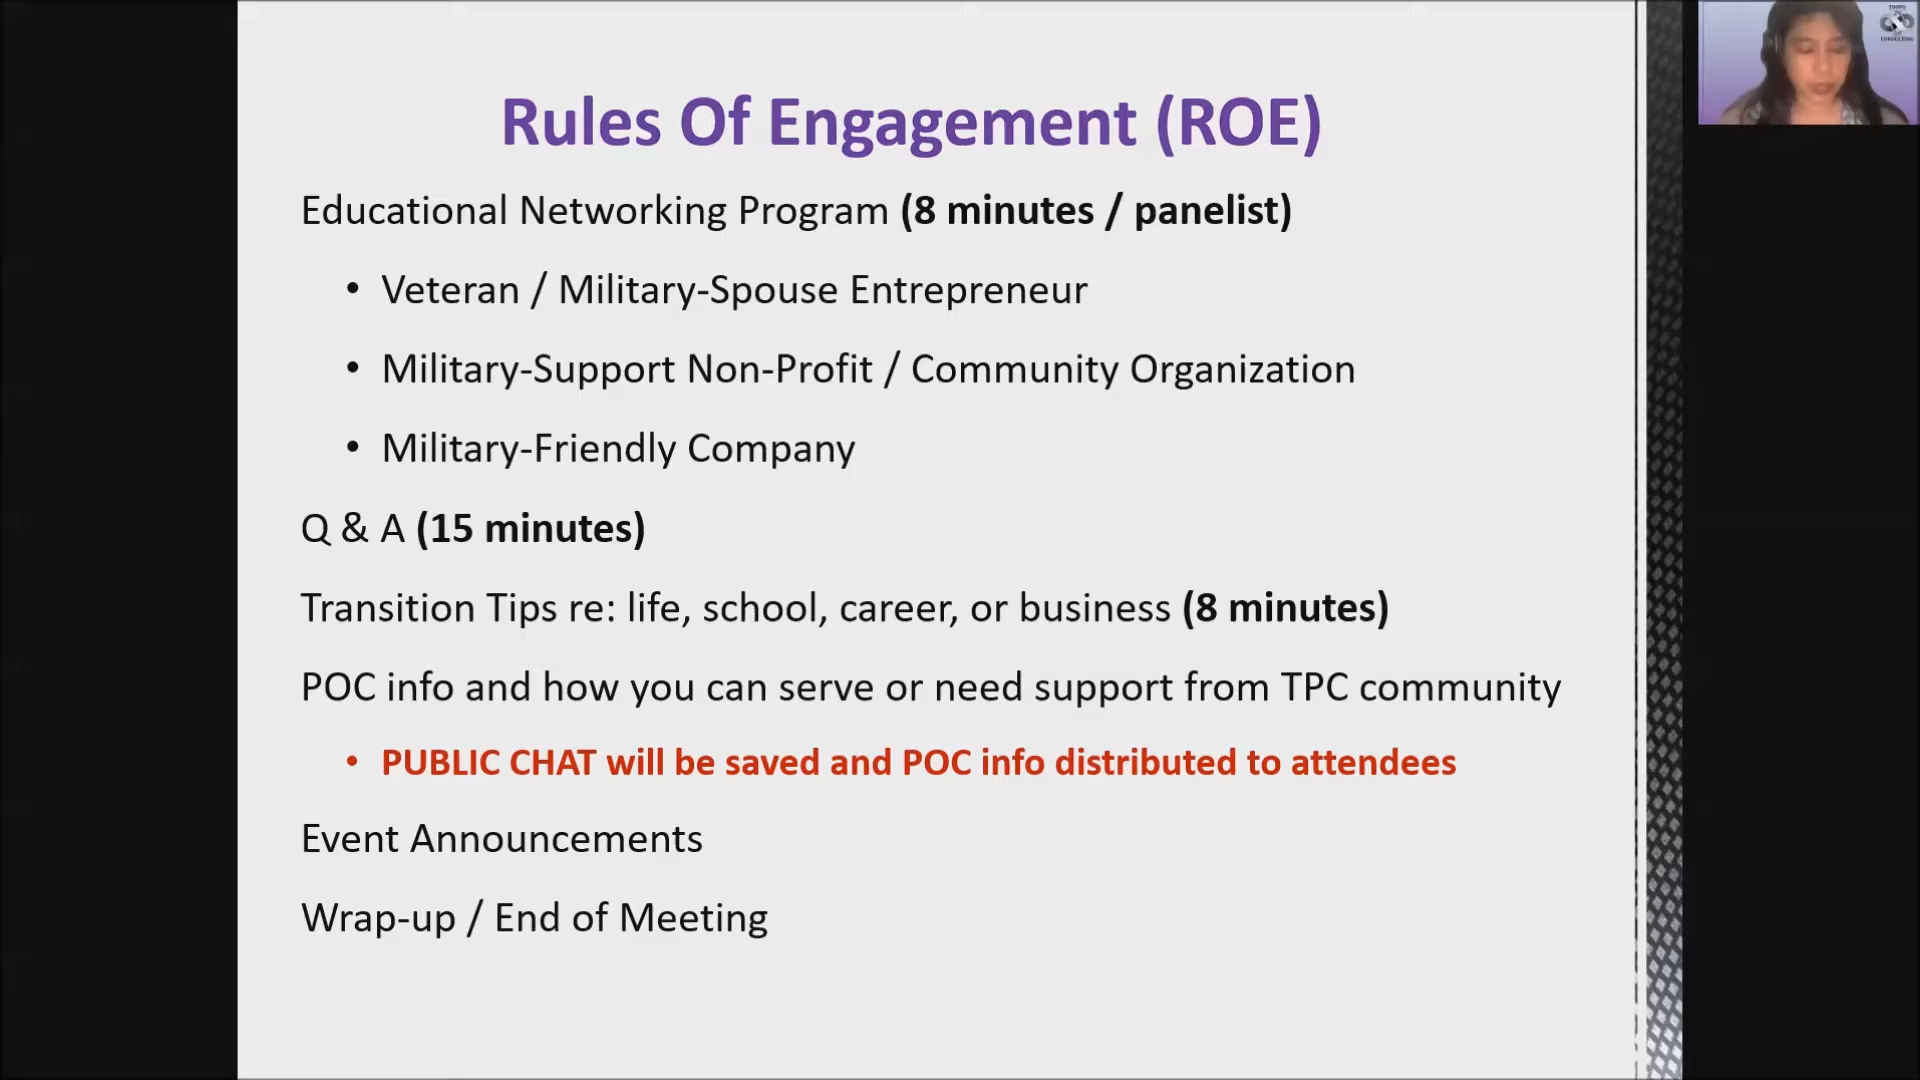 Rules Of Engagement (ROE)
Educational Networking Program (8 minutes / panelist)
• Veteran / Military-Spouse Entrepreneur
• Military-Support Non-Profit / Community Organization
• Military-Friendly Company
Q & A (15 minutes)
Transition Tips re: life, school, career, or business (8 minutes)
POC info and how you can serve or need support from TPC community
• PUBLIC CHAT will be saved and POC info distributed to attendees
Event Announcements
Wrap-up / End of Meeting
CONSULTING